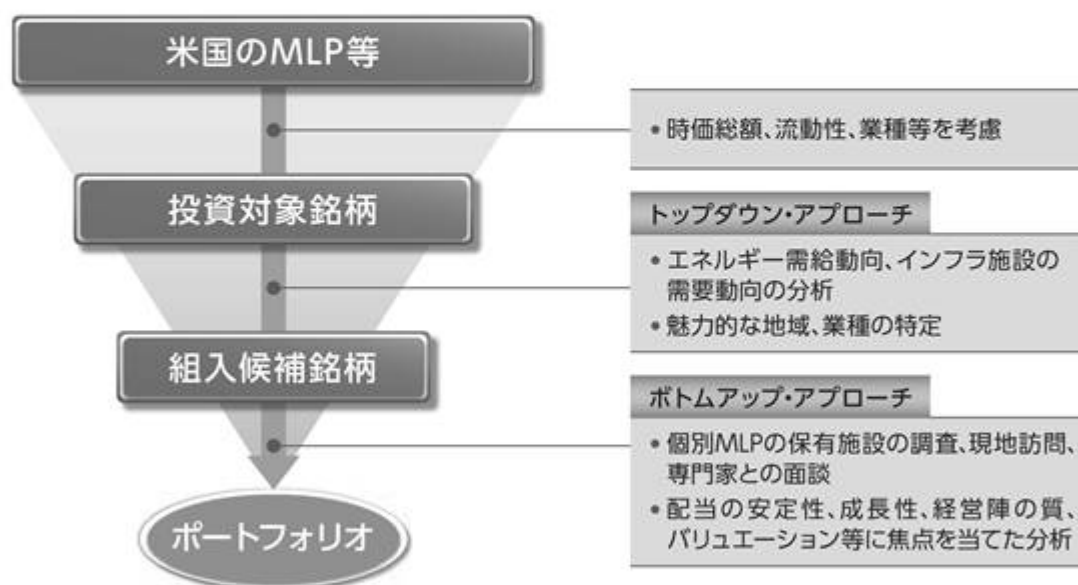 米国のMLP等
• 時価総額、流動性、業種等を考慮
投資対象銘柄
トップダウン・アプローチ
• エネルギー需給動向、インフラ施設の
需要動向の分析
• 魅力的な地域、業種の特定
組入候補銘柄
ボトムアップ・アプローチ
• 個別MLPの保有施設の調査、現地訪問、
専門家との面談
• 配当の安定性、成長性、経営陣の質、
バリュエーション等に焦点を当てた分析
ポートフォリオ